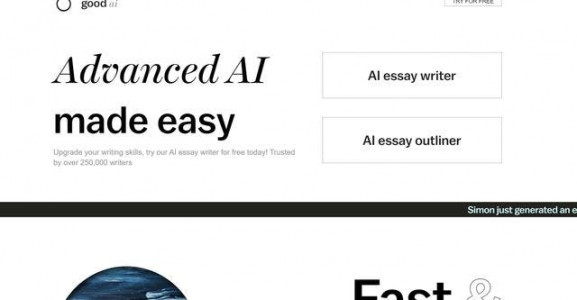 good ai
TRY FOR FREE
Advanced AI
made easy
Upgrade your writing skills, try our AI essay writer for free today! Trusted
by over 250,000 writers
AI essay writer
AI essay outliner
Simon just generated an e
Fast &